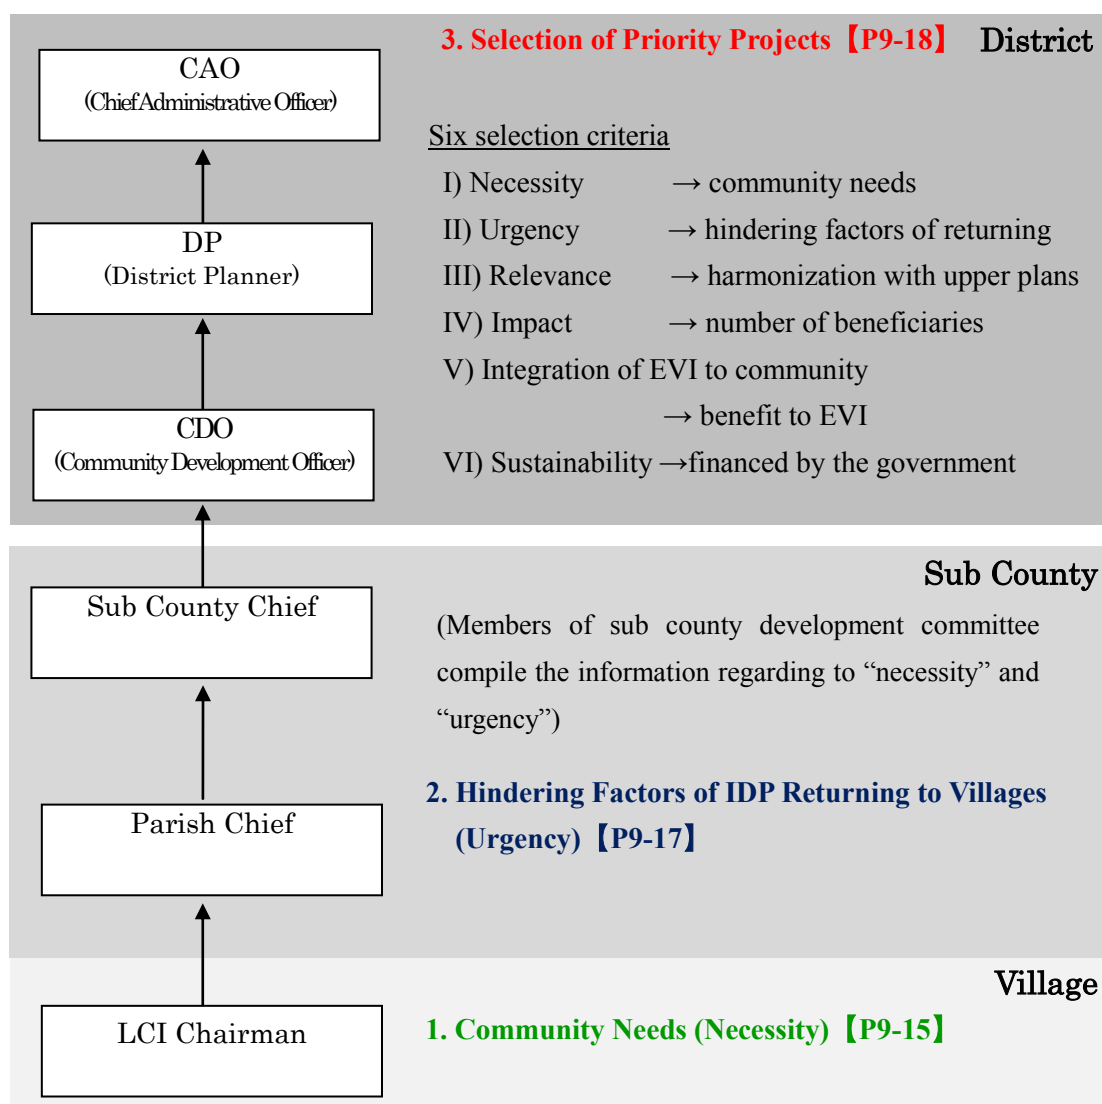 3. Selection of Priority Projects【P9-18】 District
CAO
(Chief Administrative Officer)
Six selection criteria
I) Necessity → community needs
II) Urgency → hindering factors of returning
DP
(District Planner)
III) Relevance → harmonization with upper plans
IV) Impact → number of beneficiaries
V) Integration of EVI to community
→ benefit to EVI
CDO
(Community Development Officer)
VI) Sustainability →financed by the government
Sub County
Sub County Chief
(Members of sub county development committee
compile the information regarding to “necessity” and
“urgency”)
2. Hindering Factors of IDP Returning to Villages
(Urgency)【P9-17】
Parish Chief
Village
LCI Chairman
1. Community Needs (Necessity)【P9-15】